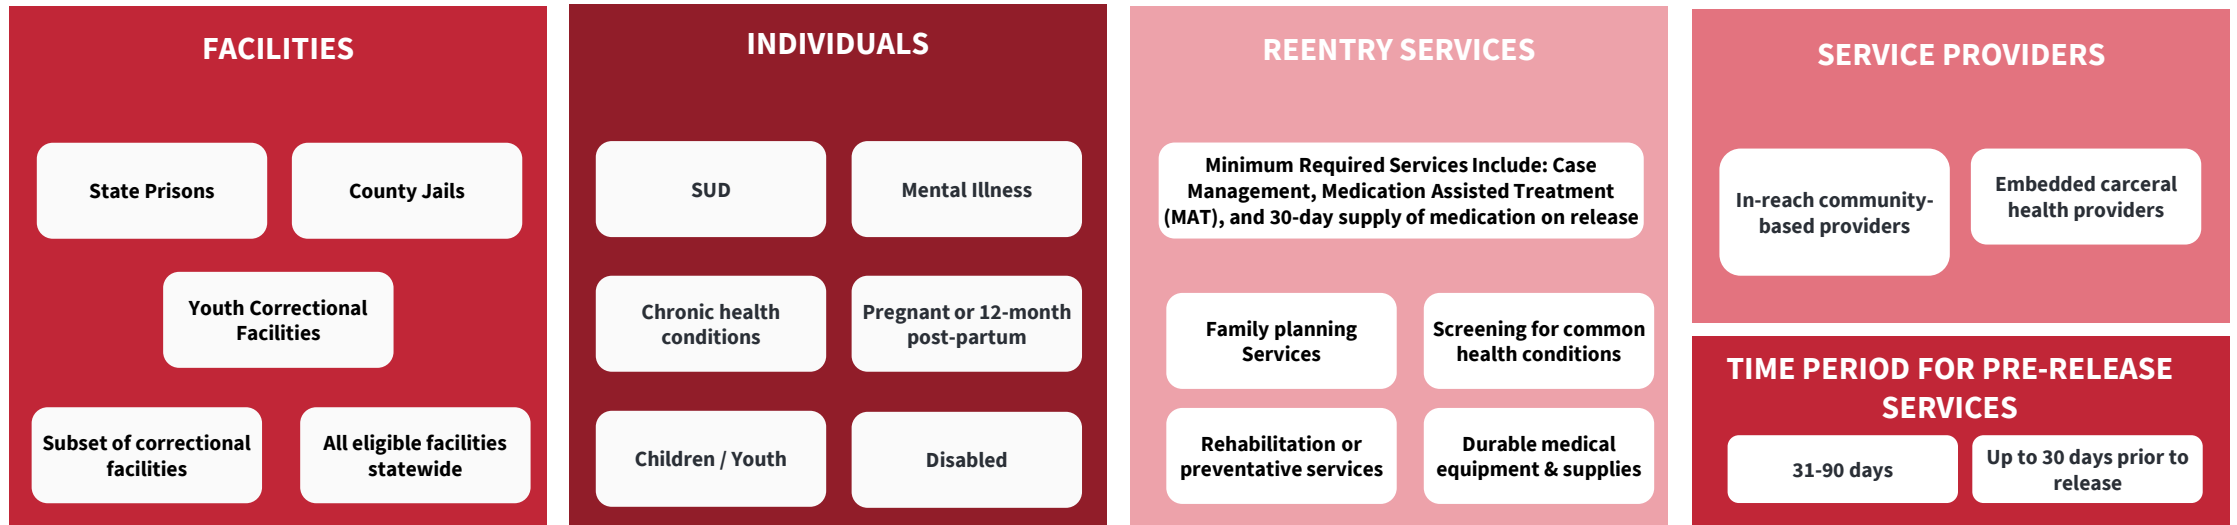 FACILITIES
State Prisons
County Jails
Youth Correctional
Facilities
Subset of correctional
facilities
All eligible facilities
statewide
INDIVIDUALS
SUD
Mental Illness
Chronic health
conditions
Pregnant or 12-month
post-partum
Children / Youth
Disabled
REENTRY SERVICES
Minimum Required Services Include: Case
Management, Medication Assisted Treatment
(MAT), and 30-day supply of medication on release
Family planning
Services
Screening for common
health conditions
Rehabilitation or
preventative services
Durable medical
equipment & supplies
SERVICE PROVIDERS
In-reach community-
based providers
Embedded carceral
health providers
TIME PERIOD FOR PRE-RELEASE
SERVICES
31-90 days
Up to 30 days prior to
release